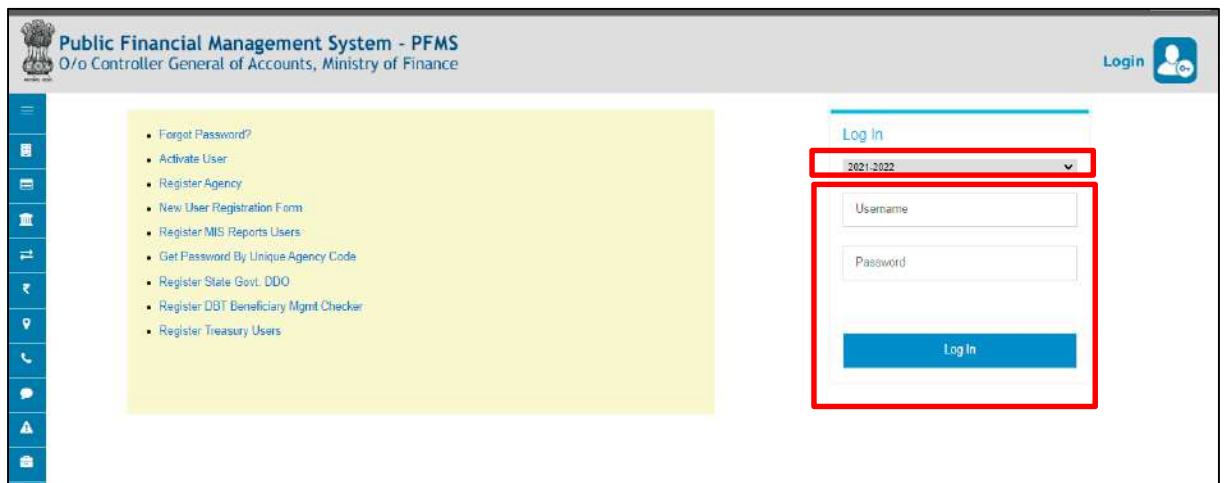 Public Financial Management System - PFMS
O/o Controller General of Accounts, Ministry of Finance
Login
Forgot Password?
Activate User
Register Agency
New User Registration Form
Register MIS Reports Users
Get Password By Unique Agency Code
Register State Govt. DDO
Register DBT Beneficiary Mgmt Checker
Register Treasury Users
Log In
2021-2022
Username
Password
Log In